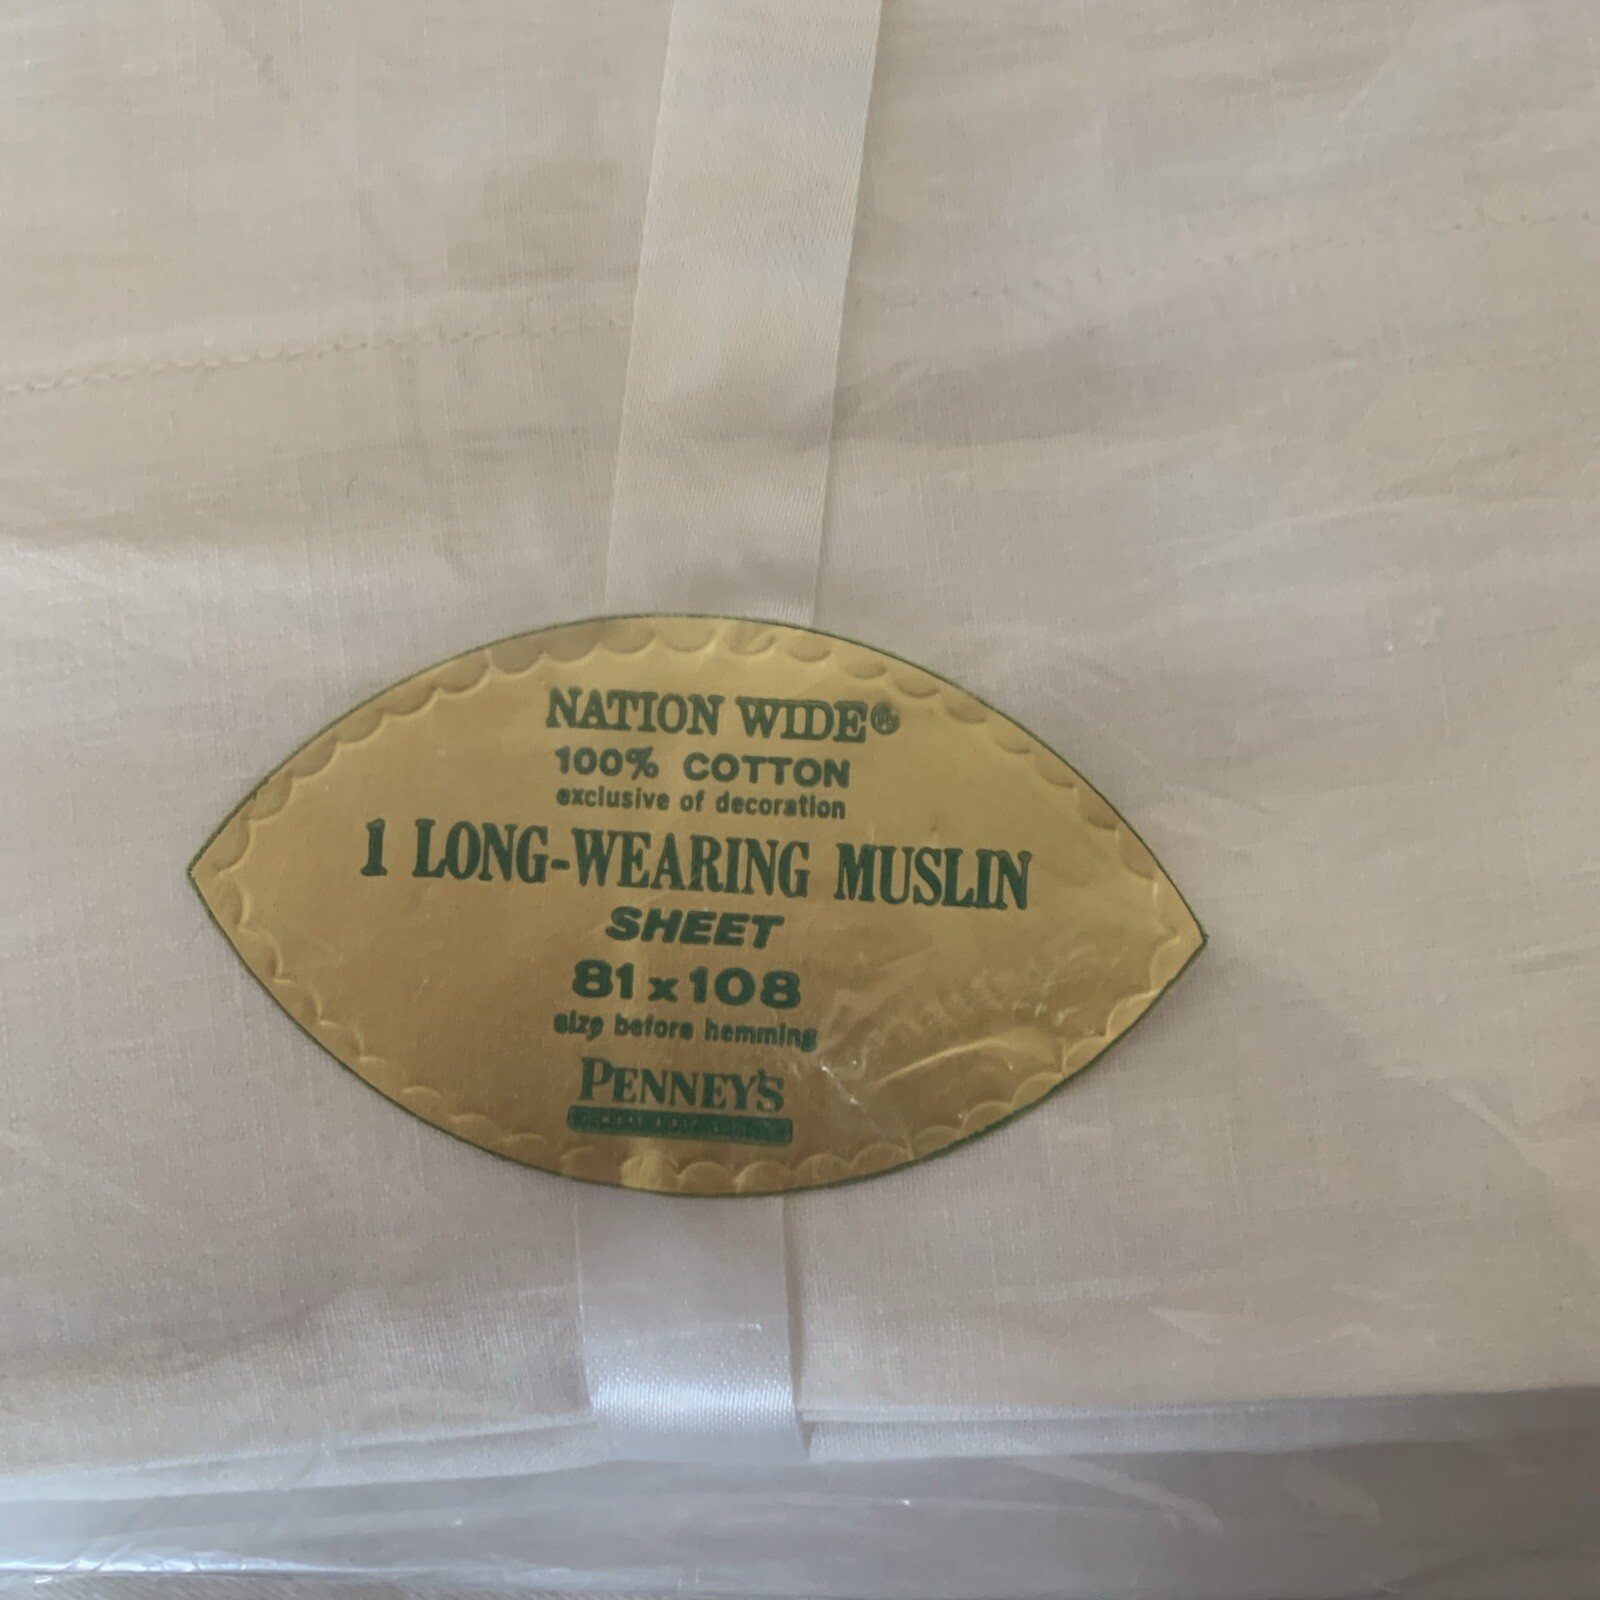 NATION WIDE®
100% COTTON
exclusive of decoration
1 LONG-WEARING MUSLIN
SHEET
81 x 108
size before hemming
PENNEY'S